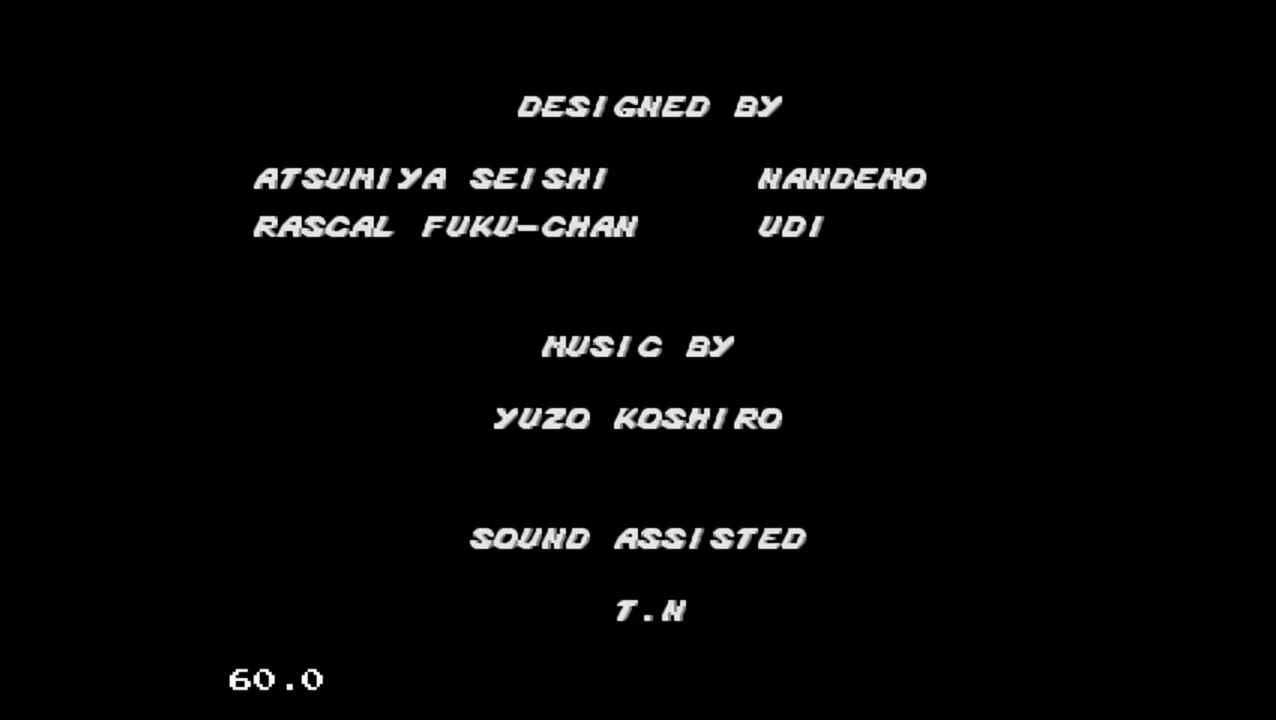 DESIGNED BY
ATSUMIYA SEISHI NANDEMO
RASCAL FUKU-CHAN UDI
MUSIC BY
YUZO KOSHIRO
SOUND ASSISTED
T.N
60.0